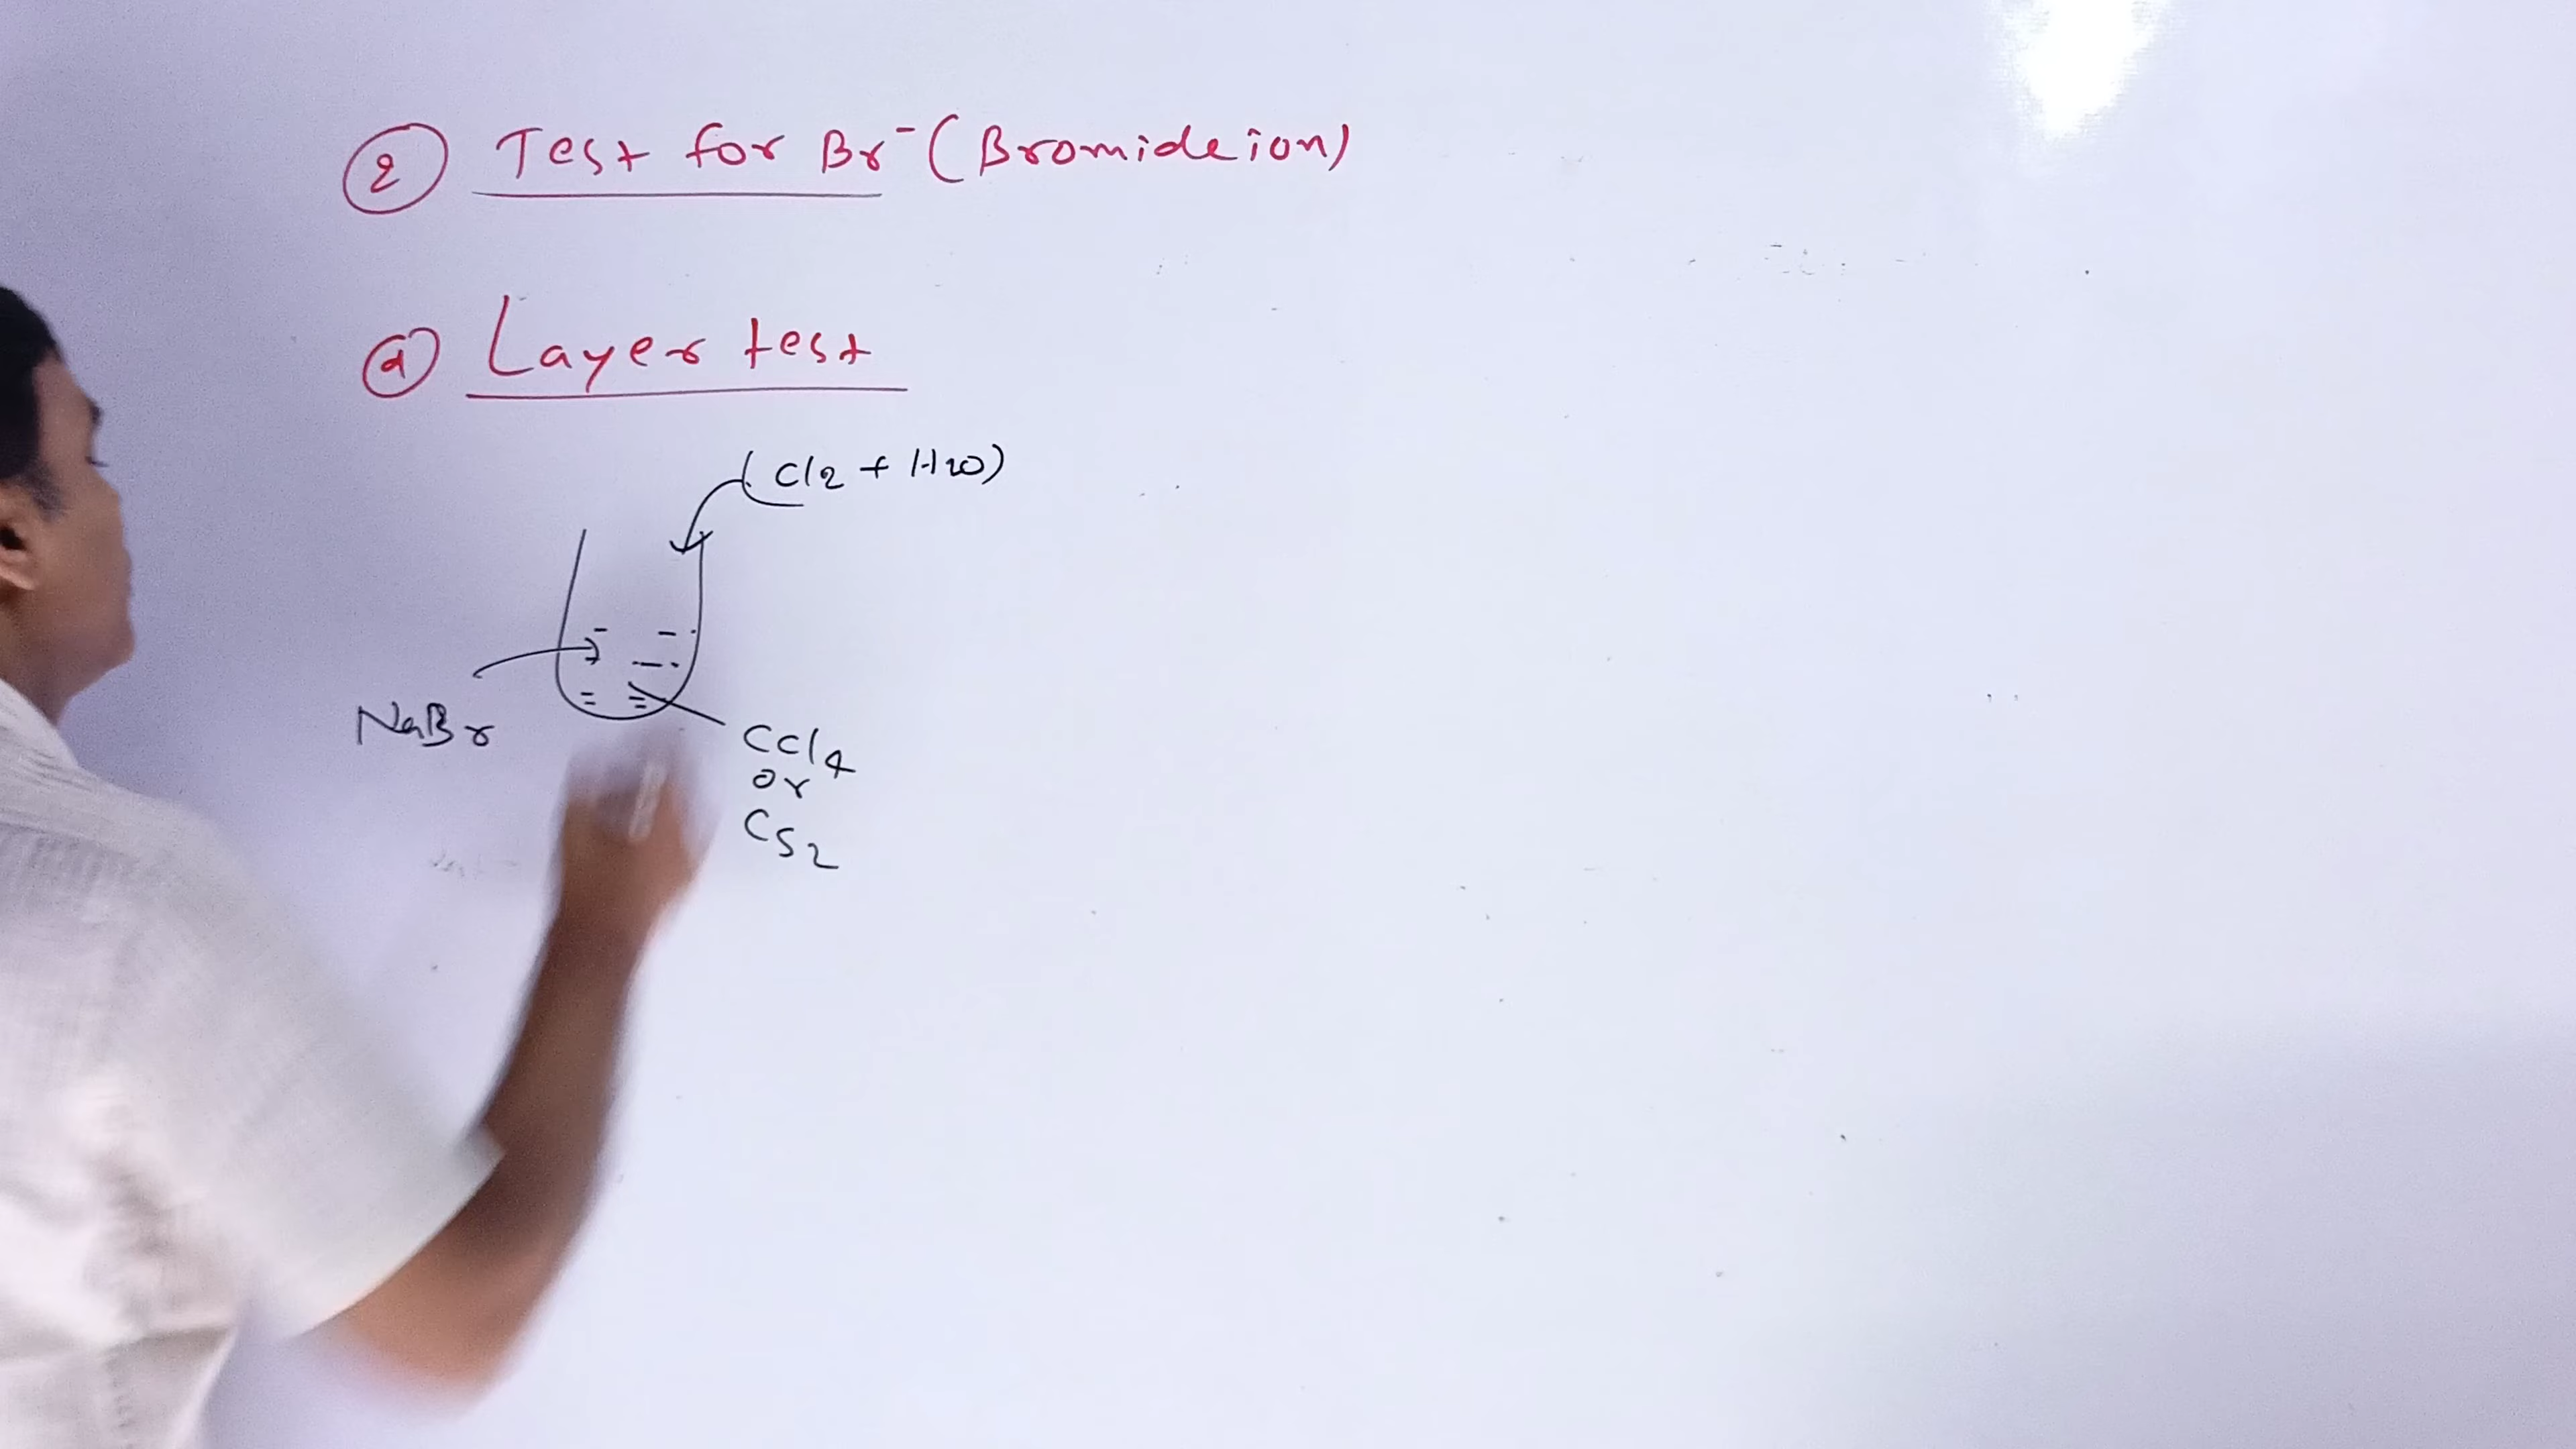 ② Test for Br⁻ (Bromide ion)
ⓐ Layer test
(Cl₂ + H₂O)
NaBr
CCl₄
or
CS₂